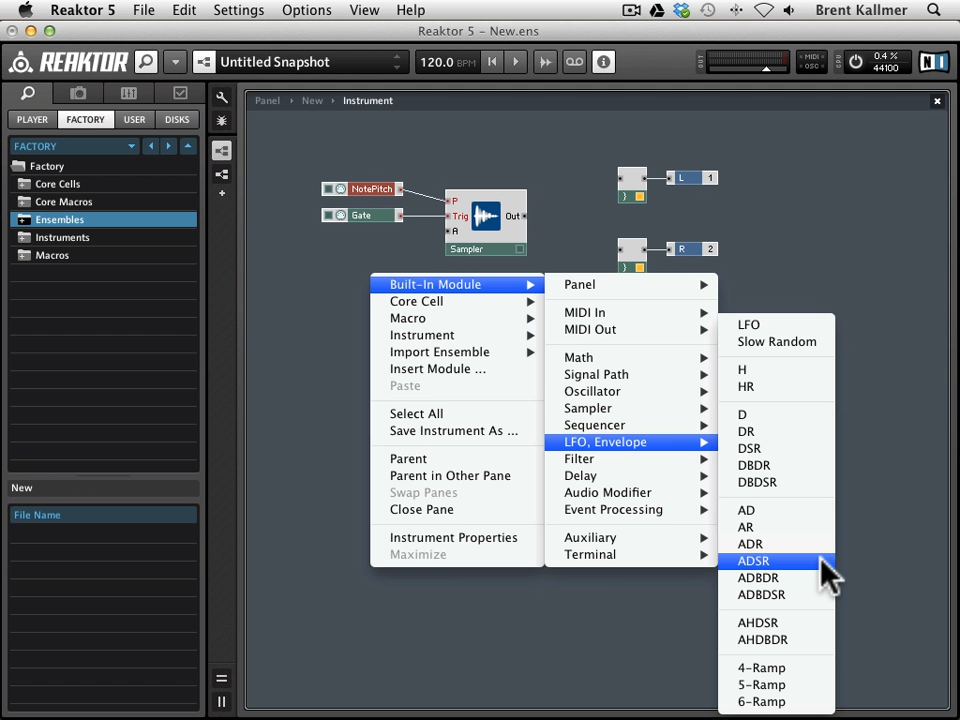 Reaktor 5 File Edit Settings Options View Help Brent Kallmer
Reaktor 5 - New.ens
REAKTOR Untitled Snapshot 120.0 BPM OUT MIDI OSC CPU 0.4 % 44100 NI
Panel New Instrument
PLAYER FACTORY USER DISKS
FACTORY
Factory
Core Cells
Core Macros
Ensembles
Instruments
Macros
New
File Name
NotePitch
Gate
P
Trig Out
A
Sampler
L 1
}
R 2
}
Built-In Module
Core Cell
Macro
Instrument
Import Ensemble
Insert Module ...
Paste
Select All
Save Instrument As ...
Parent
Parent in Other Pane
Swap Panes
Close Pane
Instrument Properties
Maximize
Panel
MIDI In
MIDI Out
Math
Signal Path
Oscillator
Sampler
Sequencer
LFO, Envelope
Filter
Delay
Audio Modifier
Event Processing
Auxiliary
Terminal
LFO
Slow Random
H
HR
D
DR
DSR
DBDR
DBDSR
AD
AR
ADR
ADSR
ADBDR
ADBDSR
AHDSR
AHDBDR
4-Ramp
5-Ramp
6-Ramp